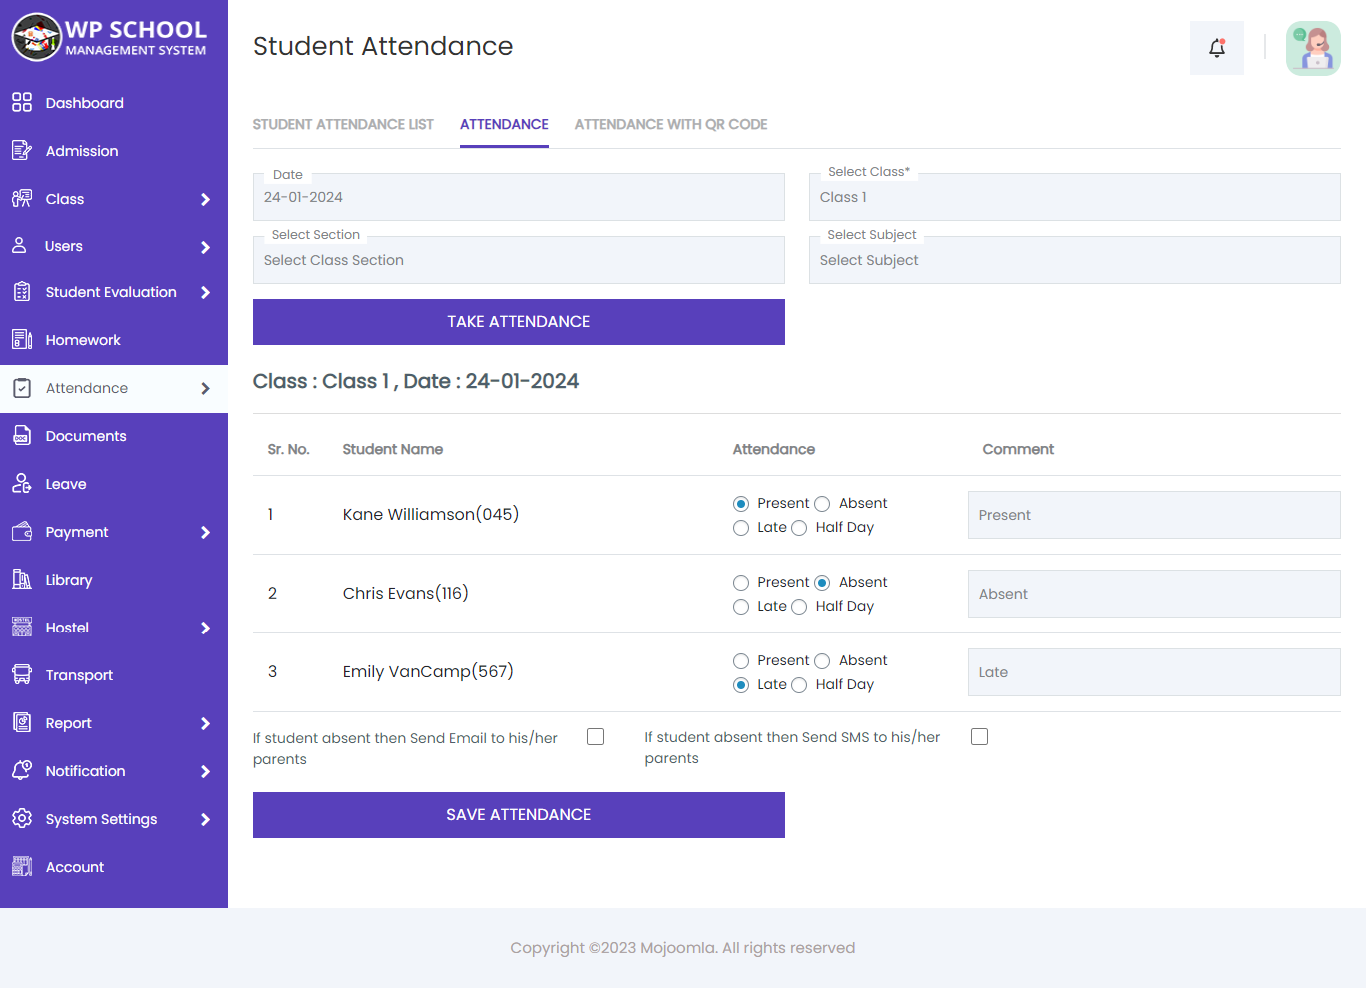 WP SCHOOL
MANAGEMENT SYSTEM
Dashboard
Admission
Class
Users
Student Evaluation
Homework
Attendance
Documents
Leave
Payment
Library
Hostel
Transport
Report
Notification
System Settings
Account
Student Attendance
STUDENT ATTENDANCE LIST ATTENDANCE ATTENDANCE WITH QR CODE
Date
24-01-2024
Select Class*
Class 1
Select Section
Select Class Section
Select Subject
Select Subject
TAKE ATTENDANCE
Class : Class 1 , Date : 24-01-2024
Sr. No. Student Name Attendance Comment
1 Kane Williamson(045) Present Absent Present
Late Half Day
2 Chris Evans(116) Present Absent Absent
Late Half Day
3 Emily VanCamp(567) Present Absent Late
Late Half Day
If student absent then Send Email to his/her
parents
If student absent then Send SMS to his/her
parents
SAVE ATTENDANCE
Copyright ©2023 Mojoomla. All rights reserved